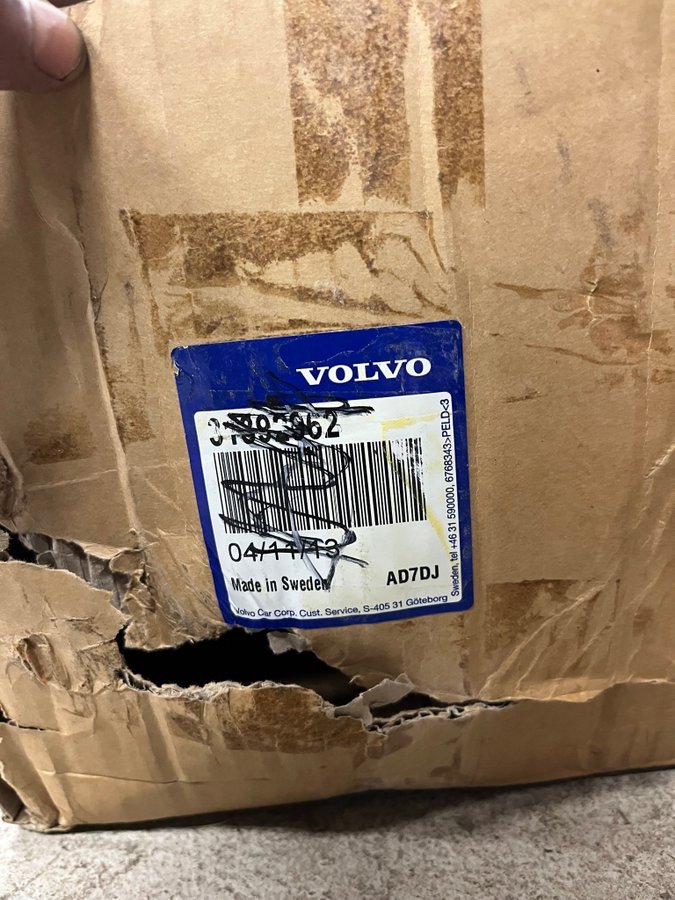 VOLVO
04/11/13
Made in Sweden
AD7DJ
Volvo Car Corp. Cust. Service, S-405 31 Göteborg
Sweden, tel +46 31 590000, 6768343>PELD<3